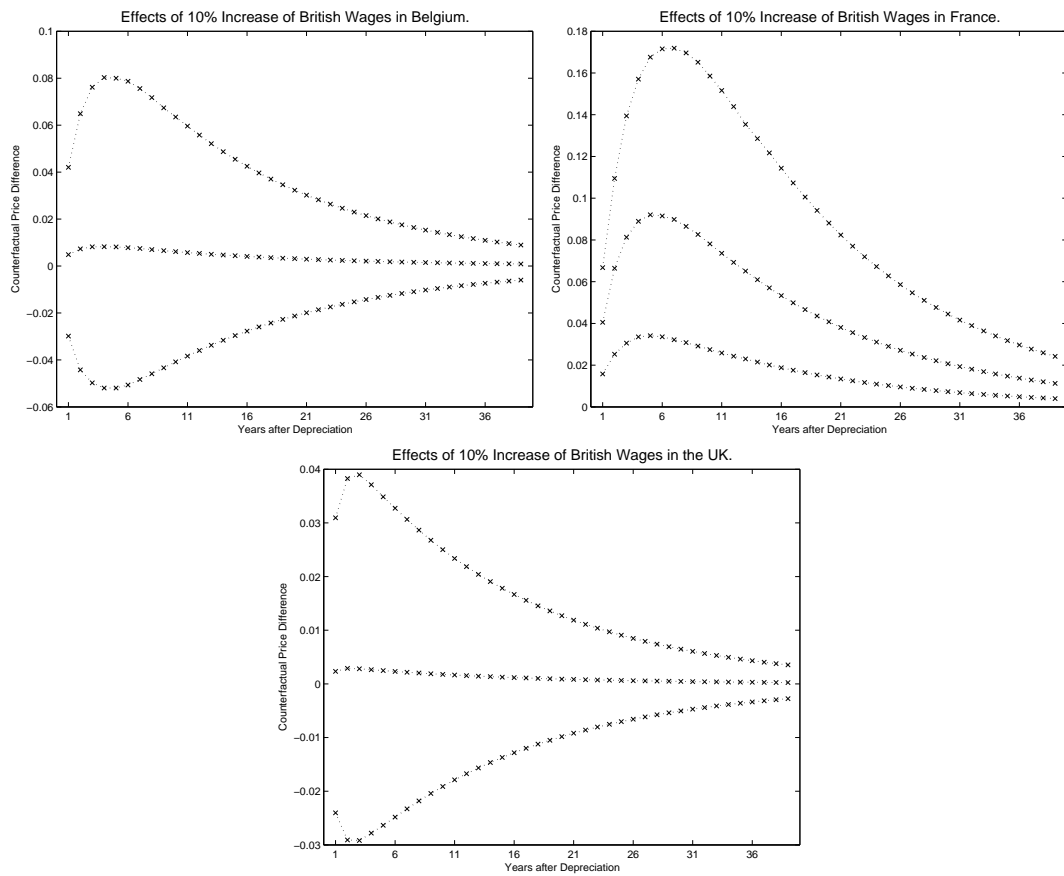 Effects of 10% Increase of British Wages in Belgium.
0.1
0.08
0.06
0.04
0.02
0
−0.02
−0.04
−0.06
Counterfactual Price Difference
1 6 11 16 21 26 31 36
Years after Depreciation
Effects of 10% Increase of British Wages in France.
0.18
0.16
0.14
0.12
0.1
0.08
0.06
0.04
0.02
0
Counterfactual Price Difference
1 6 11 16 21 26 31 36
Years after Depreciation
Effects of 10% Increase of British Wages in the UK.
0.04
0.03
0.02
0.01
0
−0.01
−0.02
−0.03
Counterfactual Price Difference
1 6 11 16 21 26 31 36
Years after Depreciation